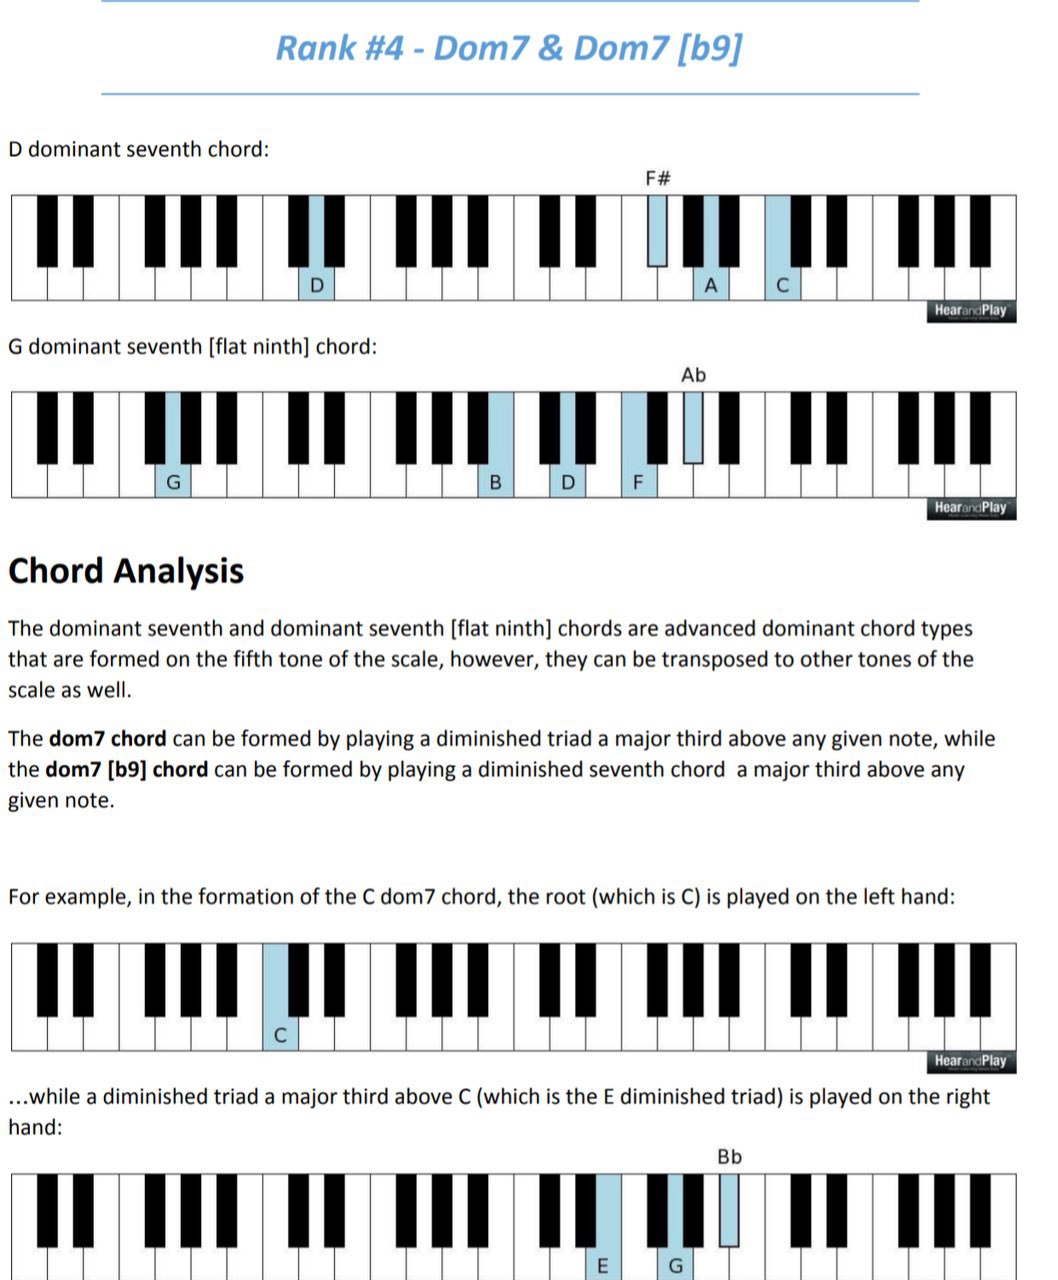 Rank #4 - Dom7 & Dom7 [b9]
D dominant seventh chord:
F#
D A C
HearandPlay
G dominant seventh [flat ninth] chord:
Ab
G B D F
HearandPlay
Chord Analysis
The dominant seventh and dominant seventh [flat ninth] chords are advanced dominant chord types
that are formed on the fifth tone of the scale, however, they can be transposed to other tones of the
scale as well.
The dom7 chord can be formed by playing a diminished triad a major third above any given note, while
the dom7 [b9] chord can be formed by playing a diminished seventh chord a major third above any
given note.
For example, in the formation of the C dom7 chord, the root (which is C) is played on the left hand:
C
HearandPlay
...while a diminished triad a major third above C (which is the E diminished triad) is played on the right
hand:
Bb
E G